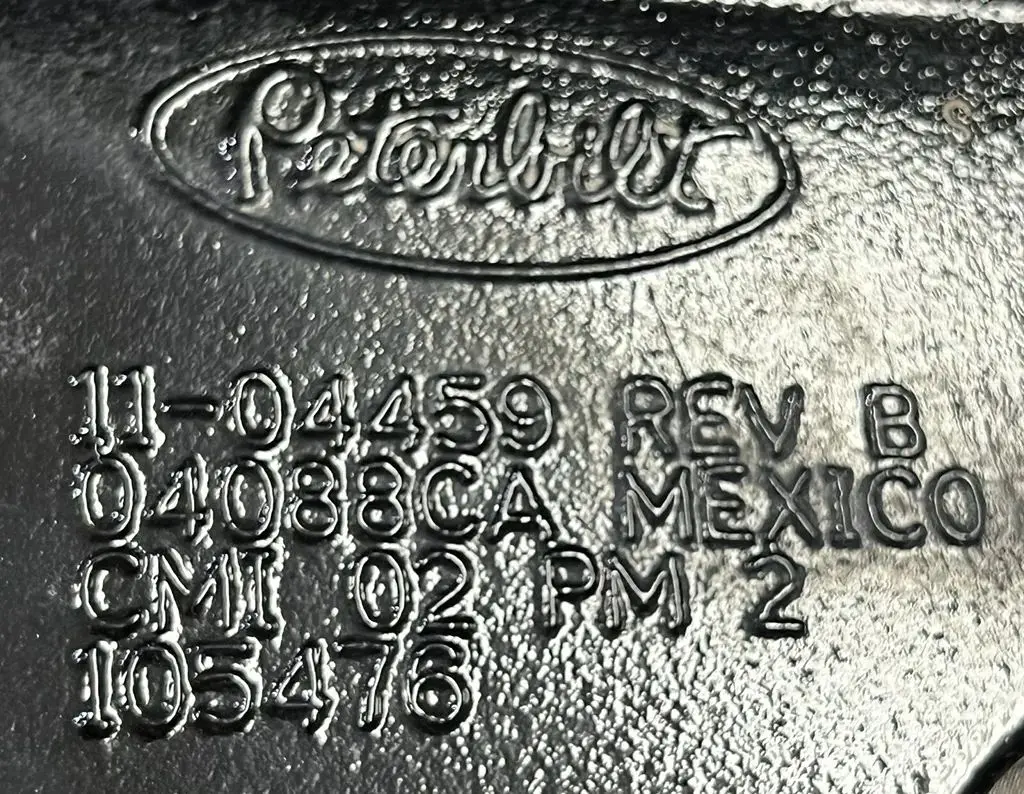 Peterbilt
11-04459 REV B
04088CA MEXICO
CMI 02 PM 2
105476